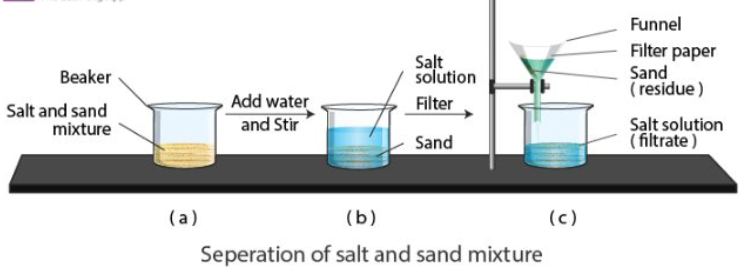 Funnel
Filter paper
Sand
( residue )
Beaker
Salt and sand
mixture
Add water
and Stir
Salt
solution
Filter
Sand
Salt solution
( filtrate )
( a )
( b )
( c )
Seperation of salt and sand mixture